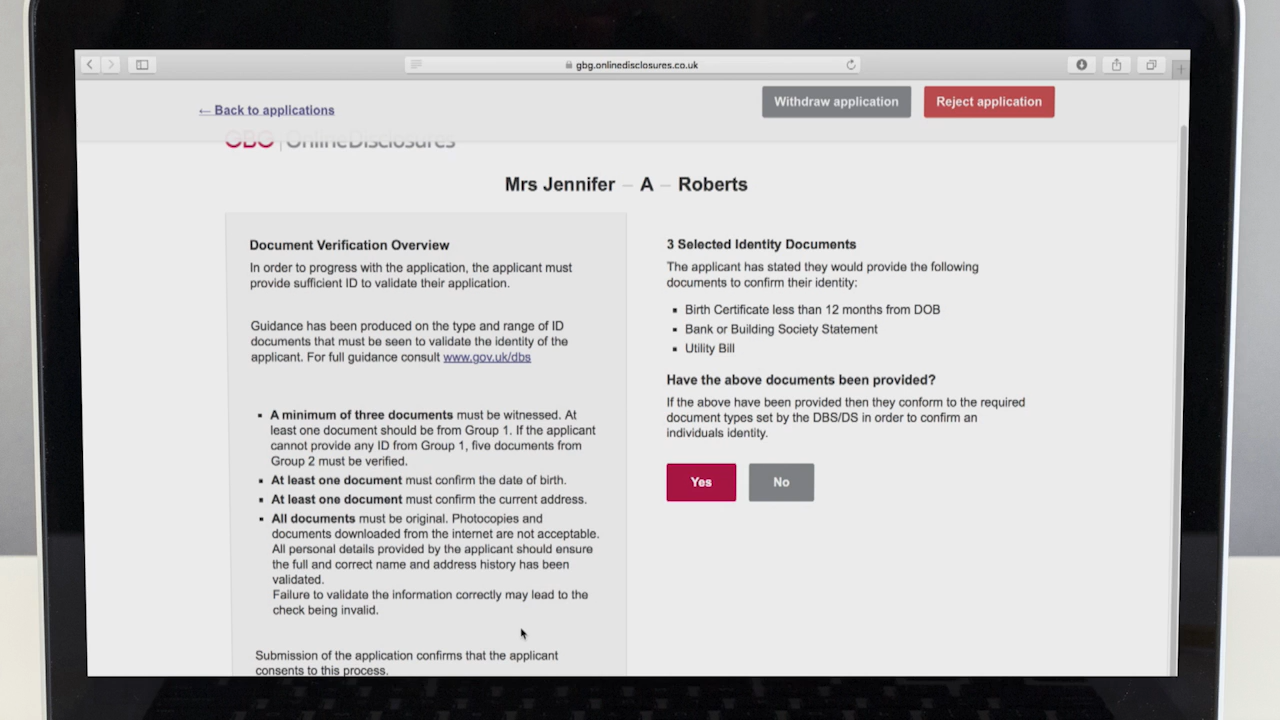 gbg.onlinedisclosures.co.uk
← Back to applications
Withdraw application
Reject application
GBG | OnlineDisclosures
Mrs Jennifer – A – Roberts
Document Verification Overview
In order to progress with the application, the applicant must
provide sufficient ID to validate their application.
Guidance has been produced on the type and range of ID
documents that must be seen to validate the identity of the
applicant. For full guidance consult www.gov.uk/dbs
▪ A minimum of three documents must be witnessed. At
least one document should be from Group 1. If the applicant
cannot provide any ID from Group 1, five documents from
Group 2 must be verified.
▪ At least one document must confirm the date of birth.
▪ At least one document must confirm the current address.
▪ All documents must be original. Photocopies and
documents downloaded from the internet are not acceptable.
All personal details provided by the applicant should ensure
the full and correct name and address history has been
validated.
Failure to validate the information correctly may lead to the
check being invalid.
Submission of the application confirms that the applicant
consents to this process.
3 Selected Identity Documents
The applicant has stated they would provide the following
documents to confirm their identity:
▪ Birth Certificate less than 12 months from DOB
▪ Bank or Building Society Statement
▪ Utility Bill
Have the above documents been provided?
If the above have been provided then they conform to the required
document types set by the DBS/DS in order to confirm an
individuals identity.
Yes
No